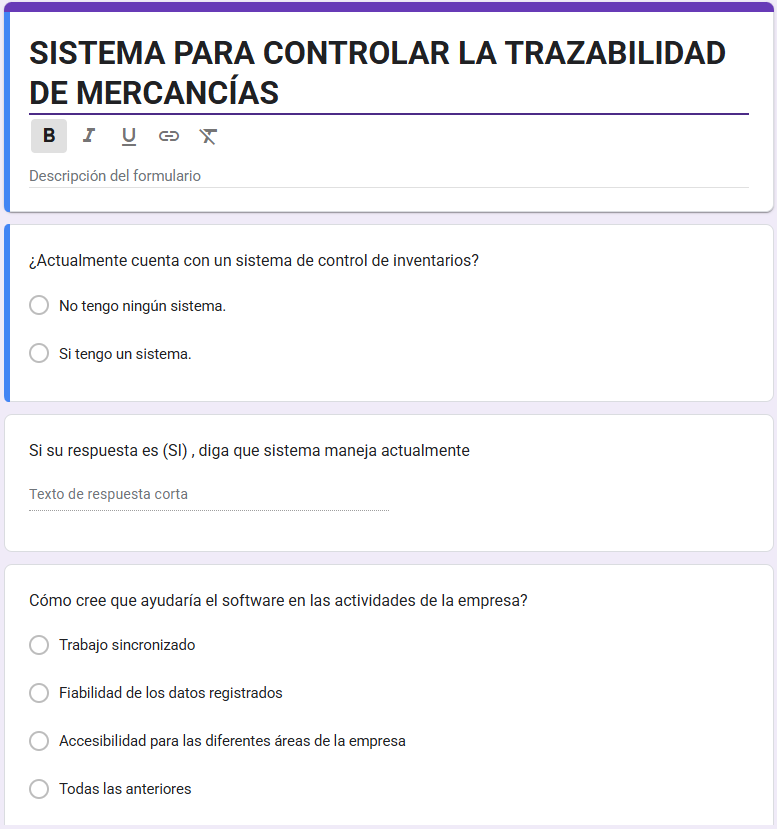 SISTEMA PARA CONTROLAR LA TRAZABILIDAD
DE MERCANCÍAS
B I U
Descripción del formulario
¿Actualmente cuenta con un sistema de control de inventarios?
No tengo ningún sistema.
Si tengo un sistema.
Si su respuesta es (SI) , diga que sistema maneja actualmente
Texto de respuesta corta
Cómo cree que ayudaría el software en las actividades de la empresa?
Trabajo sincronizado
Fiabilidad de los datos registrados
Accesibilidad para las diferentes áreas de la empresa
Todas las anteriores